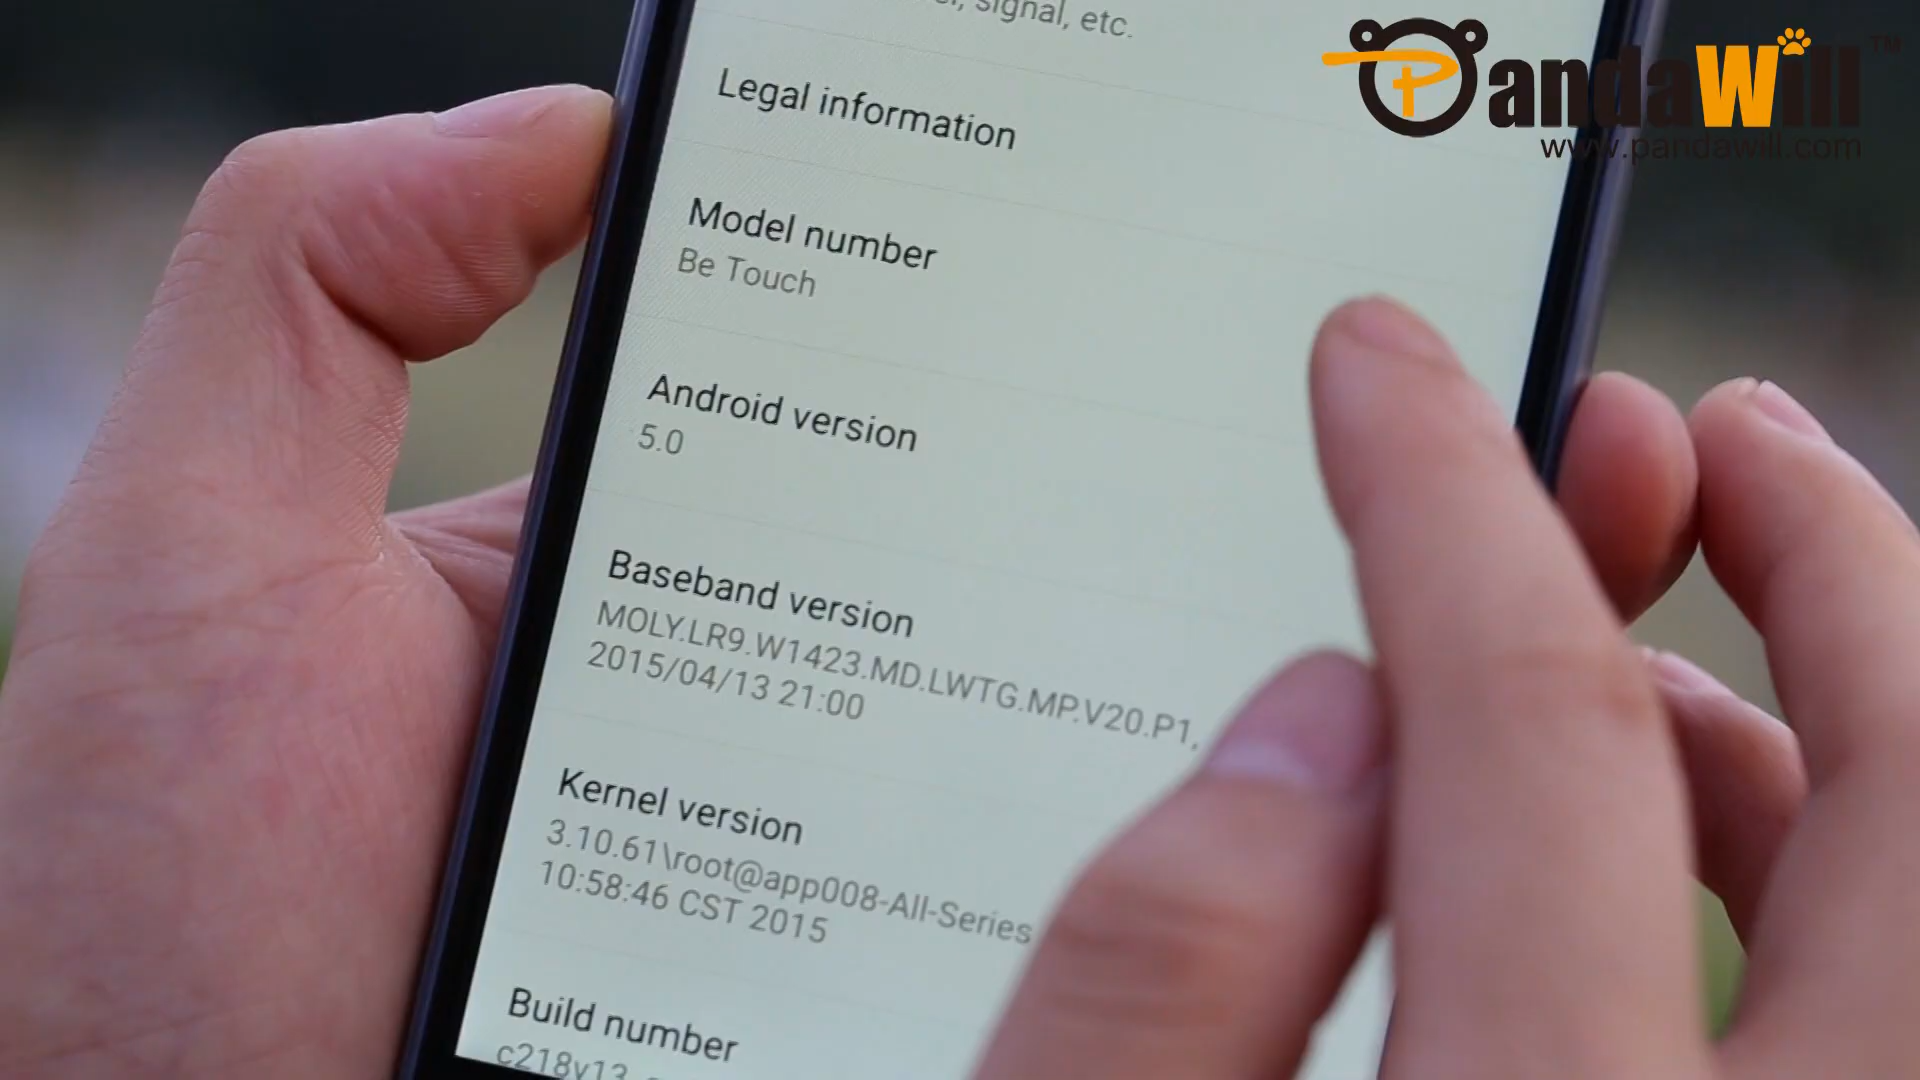 signal, etc.
PandaWill™
www.pandawill.com
Legal information
Model number
Be Touch
Android version
5.0
Baseband version
MOLY.LR9.W1423.MD.LWTG.MP.V20.P1,
2015/04/13 21:00
Kernel version
3.10.61\root@app008-All-Series
10:58:46 CST 2015
Build number